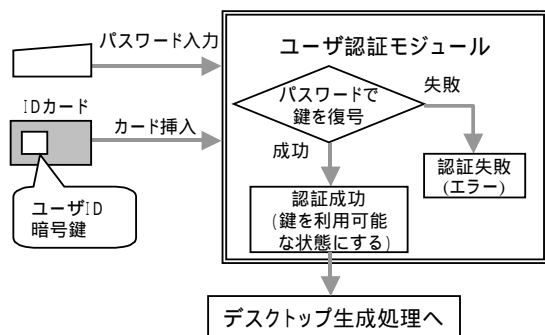 パスワード入力
ユーザ認証モジュール
IDカード
カード挿入
パスワードで
鍵を復号
失敗
成功
認証失敗
(エラー)
ユーザID
暗号鍵
認証成功
(鍵を利用可能
な状態にする)
デスクトップ生成処理へ